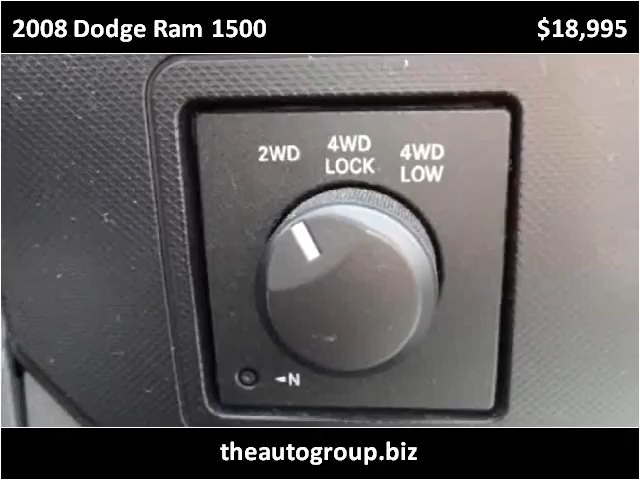 2008 Dodge Ram 1500 $18,995
2WD
4WD LOCK
4WD LOW
◄N
theautogroup.biz